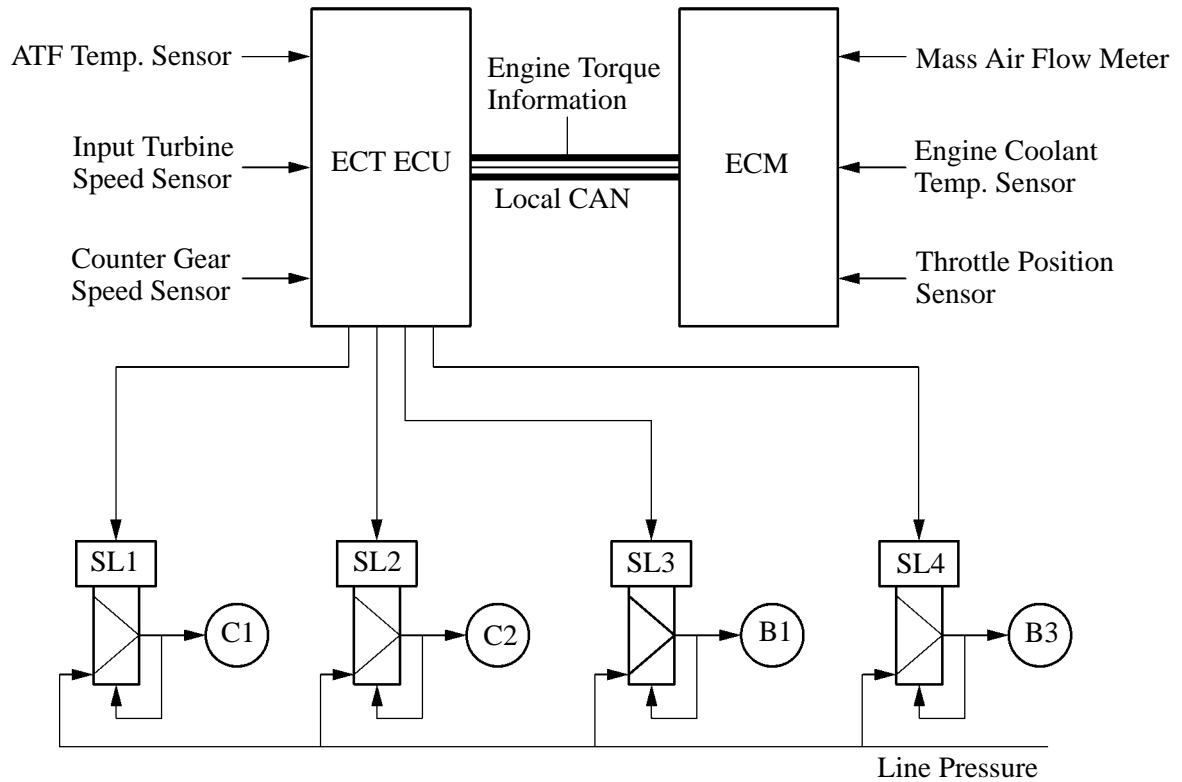 ATF Temp. Sensor
Input Turbine
Speed Sensor
Counter Gear
Speed Sensor
ECT ECU
Engine Torque
Information
Local CAN
ECM
Mass Air Flow Meter
Engine Coolant
Temp. Sensor
Throttle Position
Sensor
SL1
C1
SL2
C2
SL3
B1
SL4
B3
Line Pressure